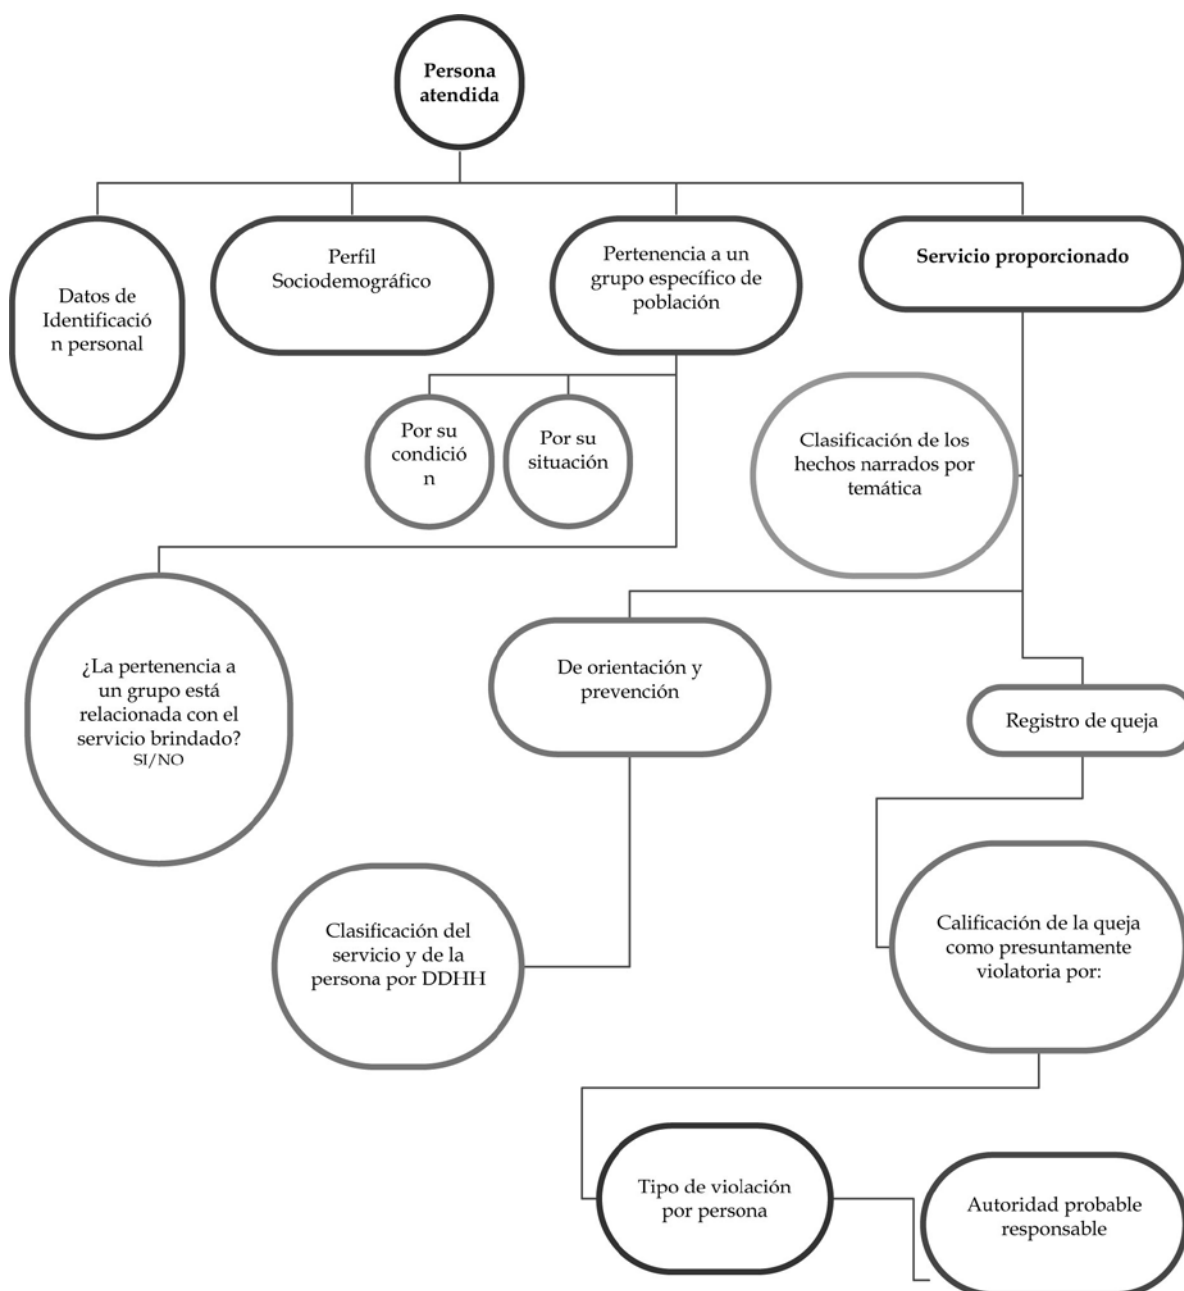 Persona
atendida
Datos de
Identificació
n personal
Perfil
Sociodemográfico
Pertenencia a un
grupo específico de
población
Servicio proporcionado
Por su
condició
n
Por su
situación
Clasificación de los
hechos narrados por
temática
¿La pertenencia a
un grupo está
relacionada con el
servicio brindado?
SI/NO
De orientación y
prevención
Registro de queja
Clasificación del
servicio y de la
persona por DDHH
Calificación de la queja
como presuntamente
violatoria por:
Tipo de violación
por persona
Autoridad probable
responsable